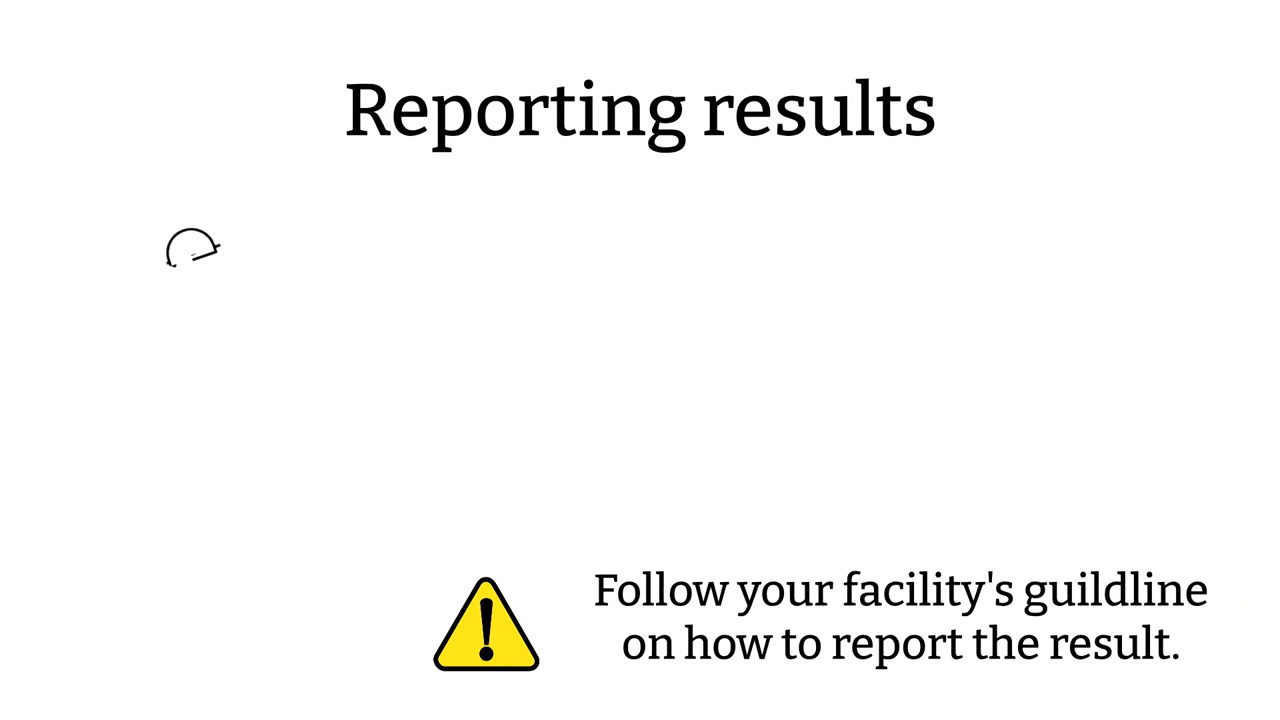 Reporting results
Follow your facility's guildline
on how to report the result.